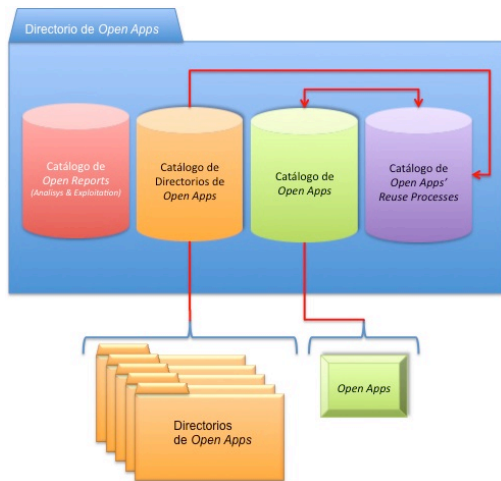 Directorio de Open Apps
Catálogo de
Open Reports
(Analisys & Exploitation)
Catálogo de
Directorios de
Open Apps
Catálogo de
Open Apps
Catálogo de
Open Apps'
Reuse Processes
Directorios
de Open Apps
Open Apps